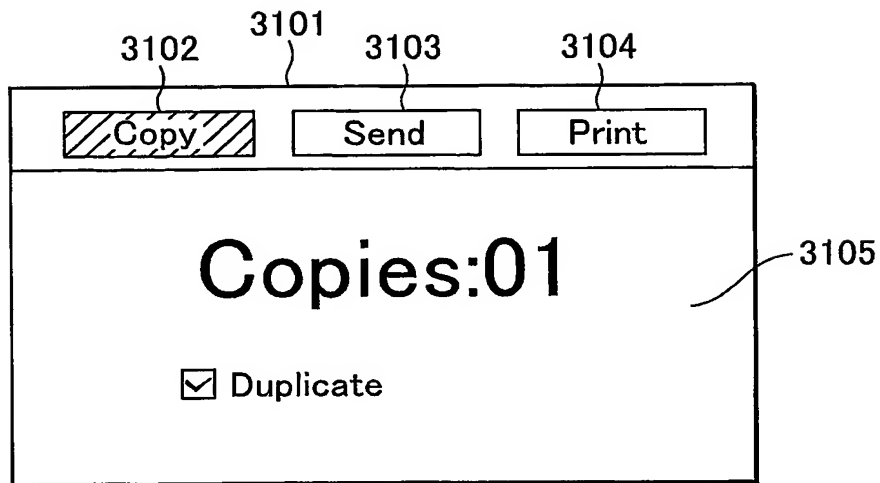 3101
3102 3103 3104
Copy Send Print
Copies:01
3105
Duplicate